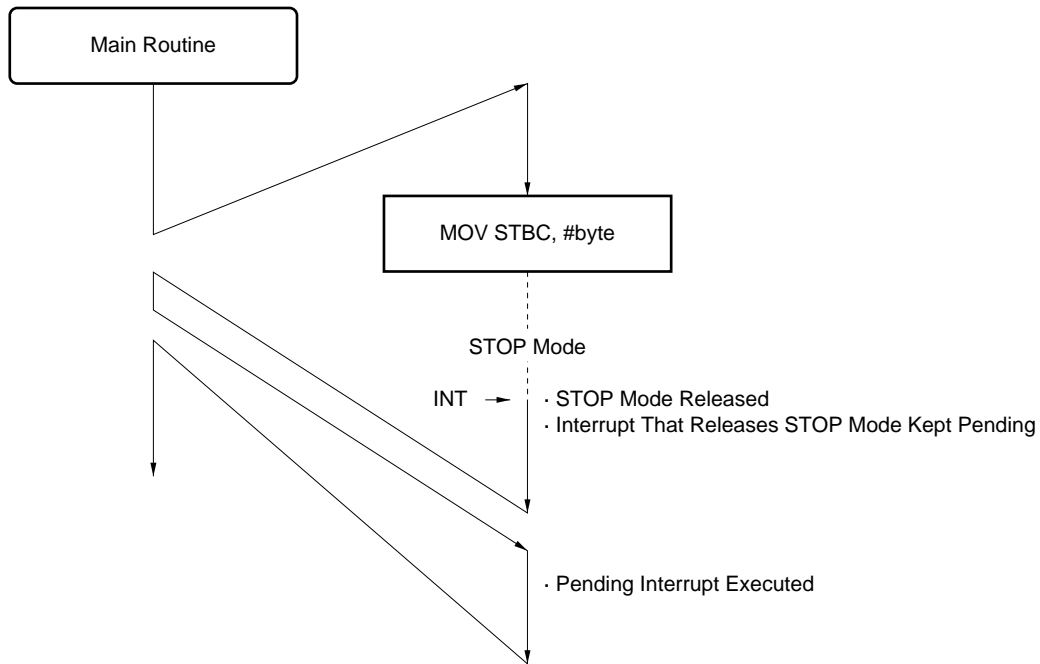 Main Routine
MOV STBC, #byte
STOP Mode
INT
· STOP Mode Released
· Interrupt That Releases STOP Mode Kept Pending
· Pending Interrupt Executed